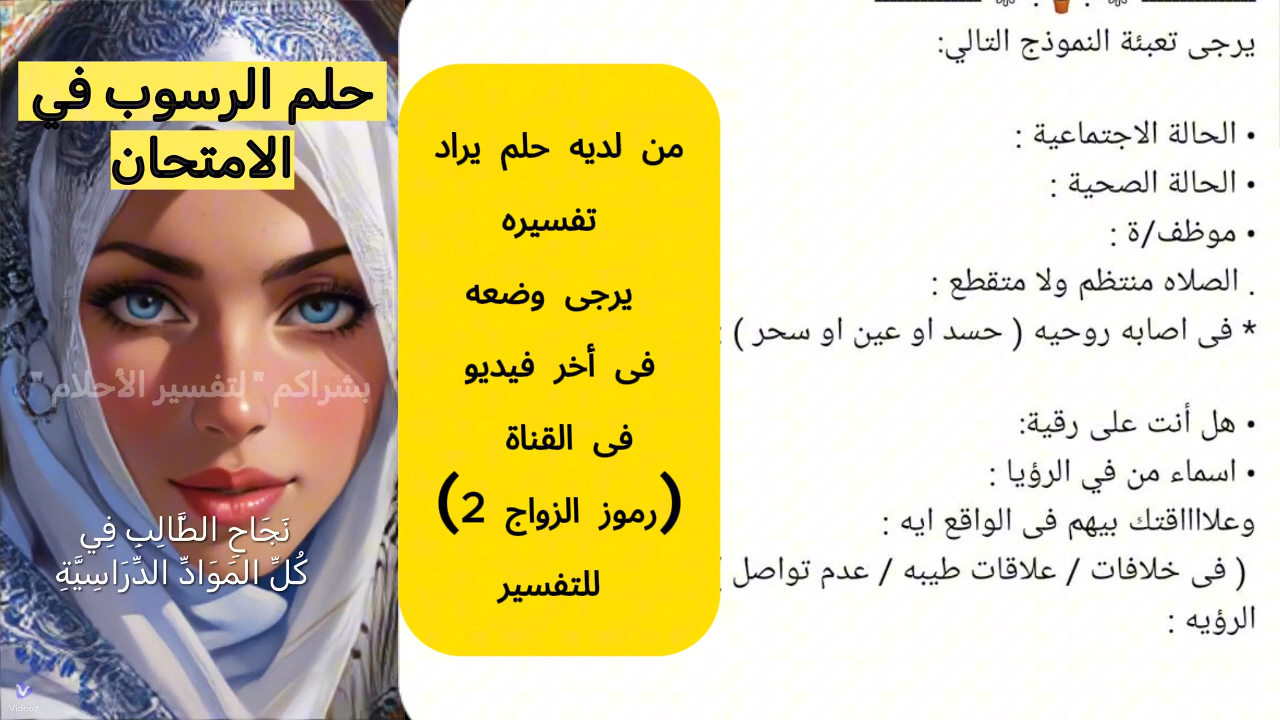 حلم الرسوب في
الامتحان
بشراكم " لتفسير الأحلام "
نَجَاحِ الطَّالِبِ فِي
كُلِّ المَوَادِّ الدِّرَاسِيَّةِ
Vidnoz
من لديه حلم يراد
تفسيره
يرجى وضعه
فى أخر فيديو
فى القناة
(رموز الزواج 2)
للتفسير
يرجى تعبئة النموذج التالي:
• الحالة الاجتماعية :
• الحالة الصحية :
• موظف/ة :
. الصلاه منتظم ولا متقطع :
* فى اصابه روحيه ( حسد او عين او سحر ) :
• هل أنت على رقية:
• اسماء من في الرؤيا :
وعلااااقتك بيهم فى الواقع ايه :
( فى خلافات / علاقات طيبه / عدم تواصل )
الرؤيه :